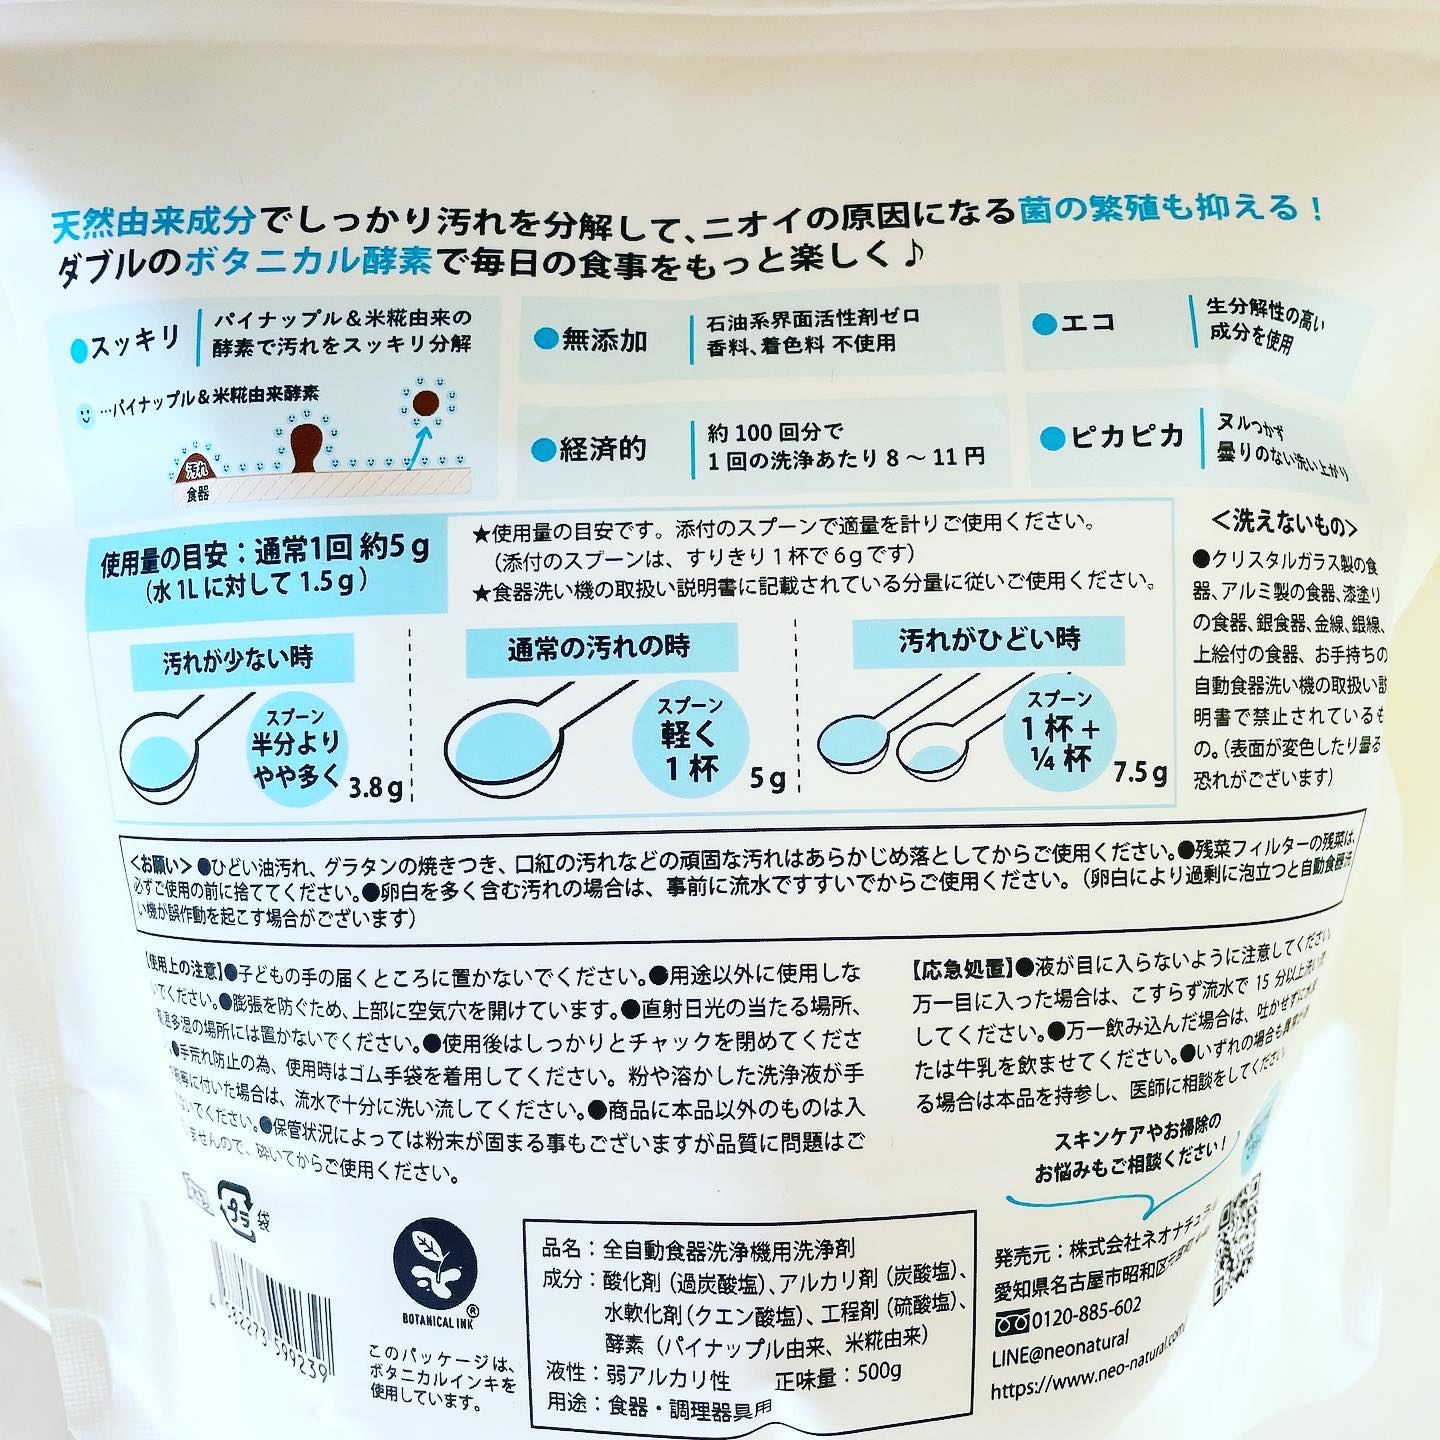 天然由来成分でしっかり汚れを分解して、ニオイの原因になる菌の繁殖も抑える！
ダブルのボタニカル酵素で毎日の食事をもっと楽しく♪
●スッキリ
パイナップル＆米糀由来の
酵素で汚れをスッキリ分解
…パイナップル＆米糀由来酵素
汚れ
食器
●無添加
石油系界面活性剤ゼロ
香料、着色料 不使用
●エコ
生分解性の高い
成分を使用
●経済的
約100回分で
1回の洗浄あたり8～11円
●ピカピカ
ヌルつかず
曇りのない洗い上がり
使用量の目安：通常1回 約5g
（水1Lに対して1.5g）
★使用量の目安です。添付のスプーンで適量を計りご使用ください。
（添付のスプーンは、すりきり1杯で6gです）
★食器洗い機の取扱い説明書に記載されている分量に従いご使用ください。
汚れが少ない時
スプーン
半分より
やや多く
3.8g
通常の汚れの時
スプーン
軽く
1杯
5g
汚れがひどい時
スプーン
1杯+
¼杯
7.5g
＜洗えないもの＞
●クリスタルガラス製の食
器、アルミ製の食器、漆塗り
の食器、銀食器、金線、銀線、
上絵付の食器、お手持ちの
自動食器洗い機の取扱い説
明書で禁止されているも
の。（表面が変色したり曇る
恐れがございます）
＜お願い＞●ひどい油汚れ、グラタンの焼きつき、口紅の汚れなどの頑固な汚れはあらかじめ落としてからご使用ください。●残菜フィルターの残菜は、
必ずご使用の前に捨ててください。●卵白を多く含む汚れの場合は、事前に流水ですすいでからご使用ください。（卵白により過剰に泡立つと自動食器洗
い機が誤作動を起こす場合がございます）
【使用上の注意】●子どもの手の届くところに置かないでください。●用途以外に使用しな
いでください。●膨張を防ぐため、上部に空気穴を開けています。●直射日光の当たる場所、
高温多湿の場所には置かないでください。●使用後はしっかりとチャックを閉めてくださ
。●手荒れ防止の為、使用時はゴム手袋を着用してください。粉や溶かした洗浄液が手
に付いた場合は、流水で十分に洗い流してください。●商品に本品以外のものは入
ないでください。●保管状況によっては粉末が固まる事もございますが品質に問題はご
ませんので、砕いてからご使用ください。
【応急処置】●液が目に入らないように注意してください
万一目に入った場合は、こすらず流水で15分以上
してください。●万一飲み込んだ場合は、吐かせずに
たは牛乳を飲ませてください。●いずれの場合も
る場合は本品を持参し、医師に相談をしてください
スキンケアやお掃除の
お悩みもご相談ください！
プラ
袋
4 582273 599239
BOTANICAL INK ®
このパッケージは、
ボタニカルインキを
使用しています。
品名：全自動食器洗浄機用洗浄剤
成分：酸化剤（過炭酸塩）、アルカリ剤（炭酸塩）、
水軟化剤（クエン酸塩）、工程剤（硫酸塩）、
酵素（パイナップル由来、米糀由来）
液性：弱アルカリ性　正味量：500g
用途：食器・調理器具用
発売元：株式会社ネオナチュラル
愛知県名古屋市昭和区
0120-885-602
LINE@neonatural
https://www.neo-natural.com/